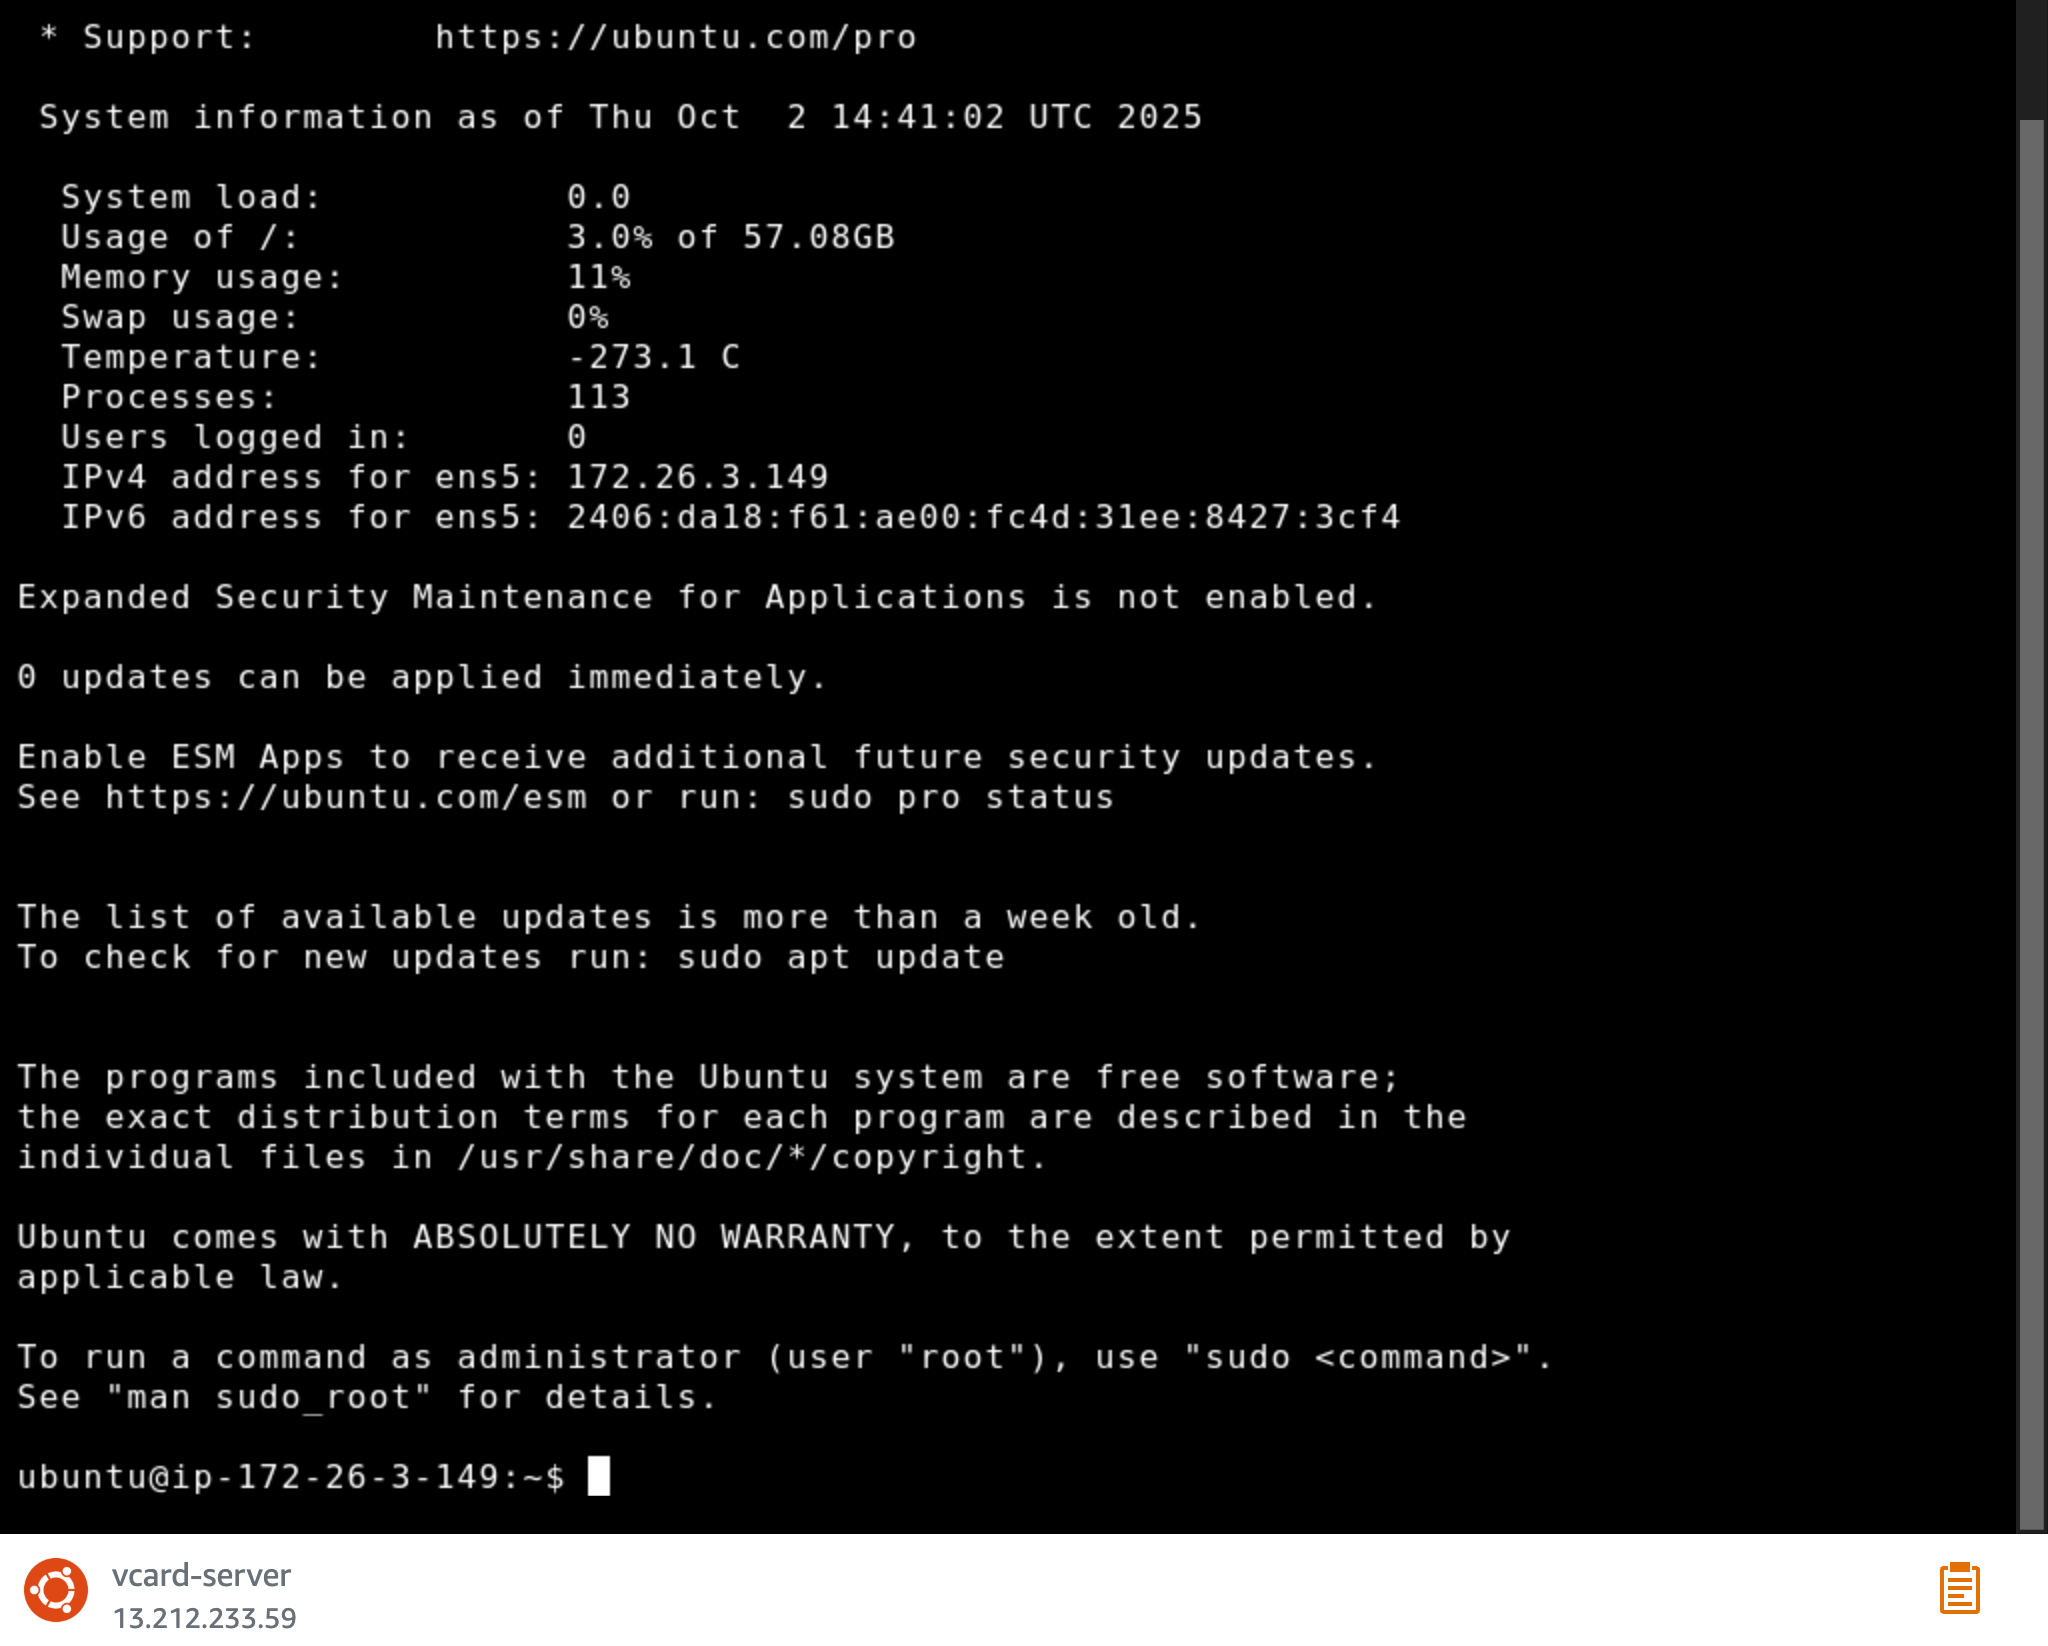 * Support:        https://ubuntu.com/pro
System information as of Thu Oct  2 14:41:02 UTC 2025
System load:           0.0
Usage of /:            3.0% of 57.08GB
Memory usage:          11%
Swap usage:            0%
Temperature:           -273.1 C
Processes:             113
Users logged in:       0
IPv4 address for ens5: 172.26.3.149
IPv6 address for ens5: 2406:da18:f61:ae00:fc4d:31ee:8427:3cf4
Expanded Security Maintenance for Applications is not enabled.
0 updates can be applied immediately.
Enable ESM Apps to receive additional future security updates.
See https://ubuntu.com/esm or run: sudo pro status
The list of available updates is more than a week old.
To check for new updates run: sudo apt update
The programs included with the Ubuntu system are free software;
the exact distribution terms for each program are described in the
individual files in /usr/share/doc/*/copyright.
Ubuntu comes with ABSOLUTELY NO WARRANTY, to the extent permitted by
applicable law.
To run a command as administrator (user "root"), use "sudo <command>".
See "man sudo_root" for details.
ubuntu@ip-172-26-3-149:~$
vcard-server
13.212.233.59